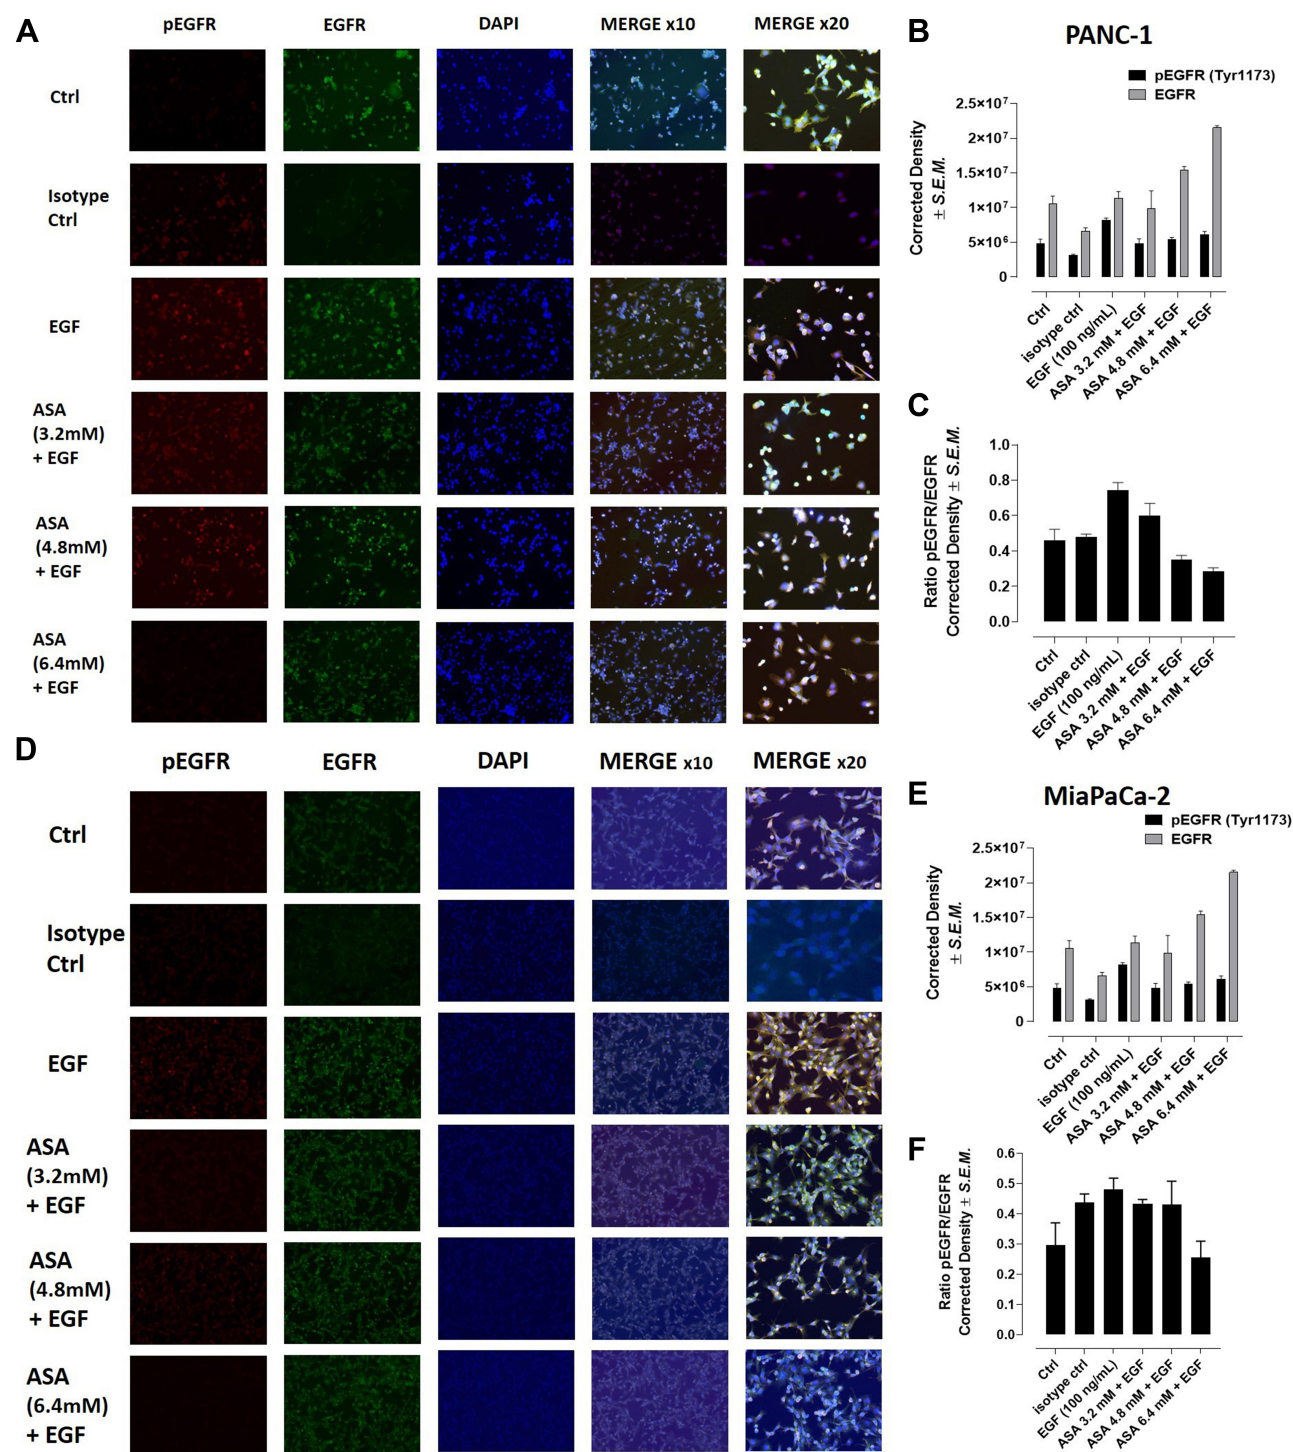 A
pEGFR EGFR DAPI MERGE x10 MERGE x20
Ctrl
Isotype
Ctrl
EGF
ASA
(3.2mM)
+ EGF
ASA
(4.8mM)
+ EGF
ASA
(6.4mM)
+ EGF
B
PANC-1
pEGFR (Tyr1173)
EGFR
Corrected Density
± S.E.M.
2.5×10⁷
2×10⁷
1.5×10⁷
1×10⁷
5×10⁶
0
Ctrl
isotype ctrl
EGF (100 ng/mL)
ASA 3.2 mM + EGF
ASA 4.8 mM + EGF
ASA 6.4 mM + EGF
C
Ratio pEGFR/EGFR
Corrected Density ± S.E.M.
1.0
0.8
0.6
0.4
0.2
0.0
Ctrl
isotype ctrl
EGF (100 ng/mL)
ASA 3.2 mM + EGF
ASA 4.8 mM + EGF
ASA 6.4 mM + EGF
D
pEGFR EGFR DAPI MERGE x10 MERGE x20
Ctrl
Isotype
Ctrl
EGF
ASA
(3.2mM)
+ EGF
ASA
(4.8mM)
+ EGF
ASA
(6.4mM)
+ EGF
E
MiaPaCa-2
pEGFR (Tyr1173)
EGFR
Corrected Density
± S.E.M.
2.5×10⁷
2×10⁷
1.5×10⁷
1×10⁷
5×10⁶
0
Ctrl
isotype ctrl
EGF (100 ng/mL)
ASA 3.2 mM + EGF
ASA 4.8 mM + EGF
ASA 6.4 mM + EGF
F
Ratio pEGFR/EGFR
Corrected Density ± S.E.M.
0.6
0.5
0.4
0.3
0.2
0.1
0.0
Ctrl
isotype ctrl
EGF (100 ng/mL)
ASA 3.2 mM + EGF
ASA 4.8 mM + EGF
ASA 6.4 mM + EGF